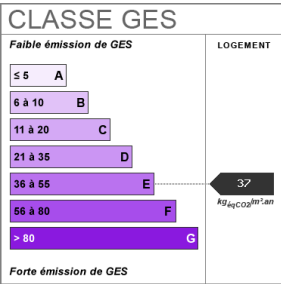 CLASSE GES
Faible émission de GES
LOGEMENT
≤ 5 A
6 à 10 B
11 à 20 C
21 à 35 D
36 à 55 E
37
kgéqCO2/m².an
56 à 80 F
> 80 G
Forte émission de GES